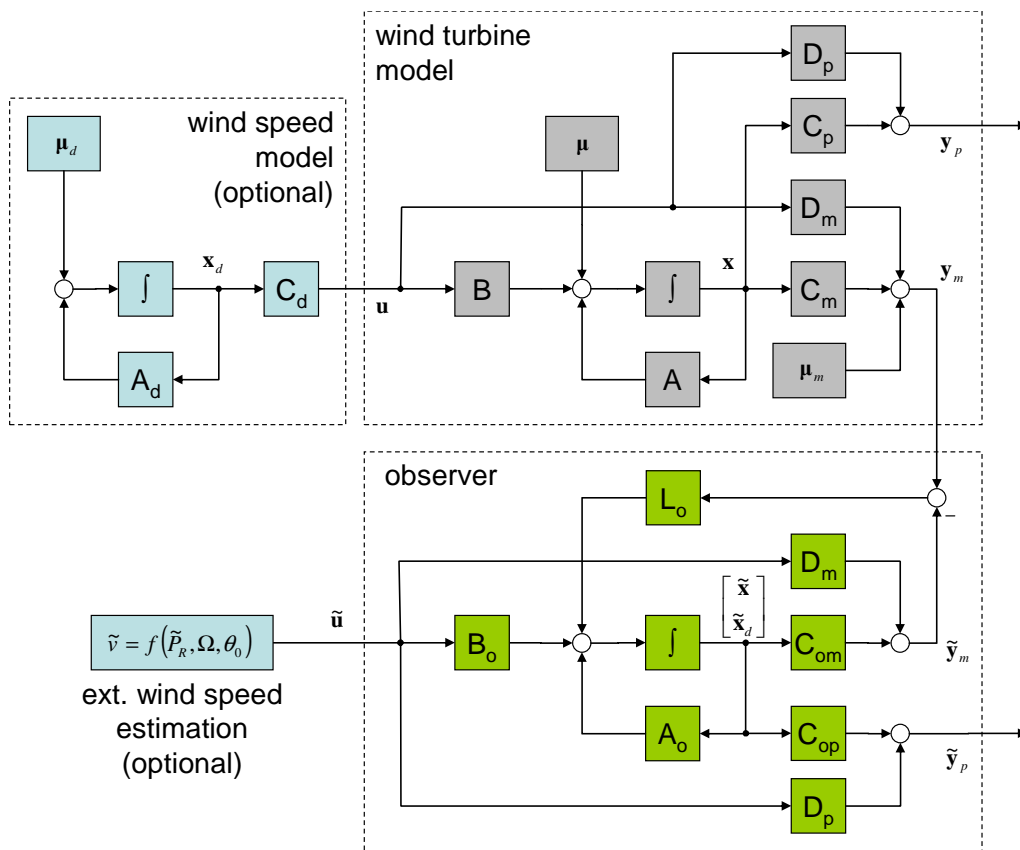 wind turbine
model
D_p
C_p
y_p
wind speed
model
(optional)
μ_d
μ
D_m
x_d
x
y_m
∫
C_d
u
B
∫
C_m
A_d
A
μ_m
observer
L_o
–
D_m
[x̃
x̃_d]
ṽ = f(P̃_R, Ω, θ_0)
ũ
B_o
∫
C_om
ỹ_m
ext. wind speed
estimation
(optional)
A_o
C_op
ỹ_p
D_p